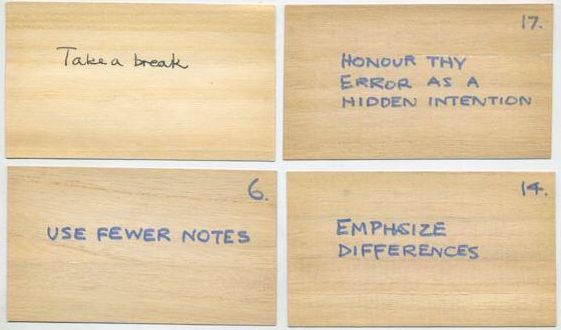 Take a break
17.
HONOUR THY
ERROR AS A
HIDDEN INTENTION
6.
USE FEWER NOTES
14.
EMPHASIZE
DIFFERENCES